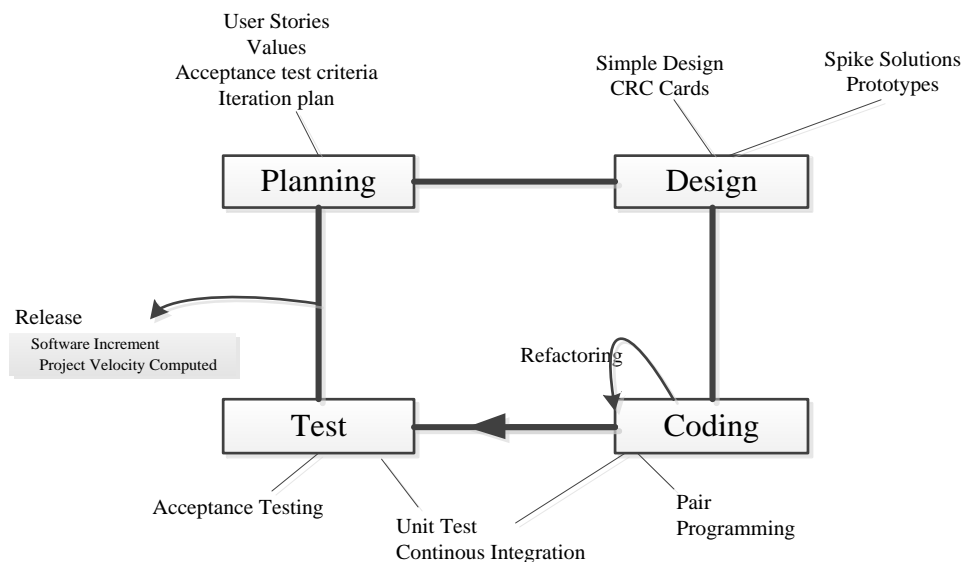 User Stories
Values
Acceptance test criteria
Iteration plan
Simple Design
CRC Cards
Spike Solutions
Prototypes
Planning
Design
Release
Software Increment
Project Velocity Computed
Refactoring
Test
Coding
Acceptance Testing
Unit Test
Continous Integration
Pair
Programming